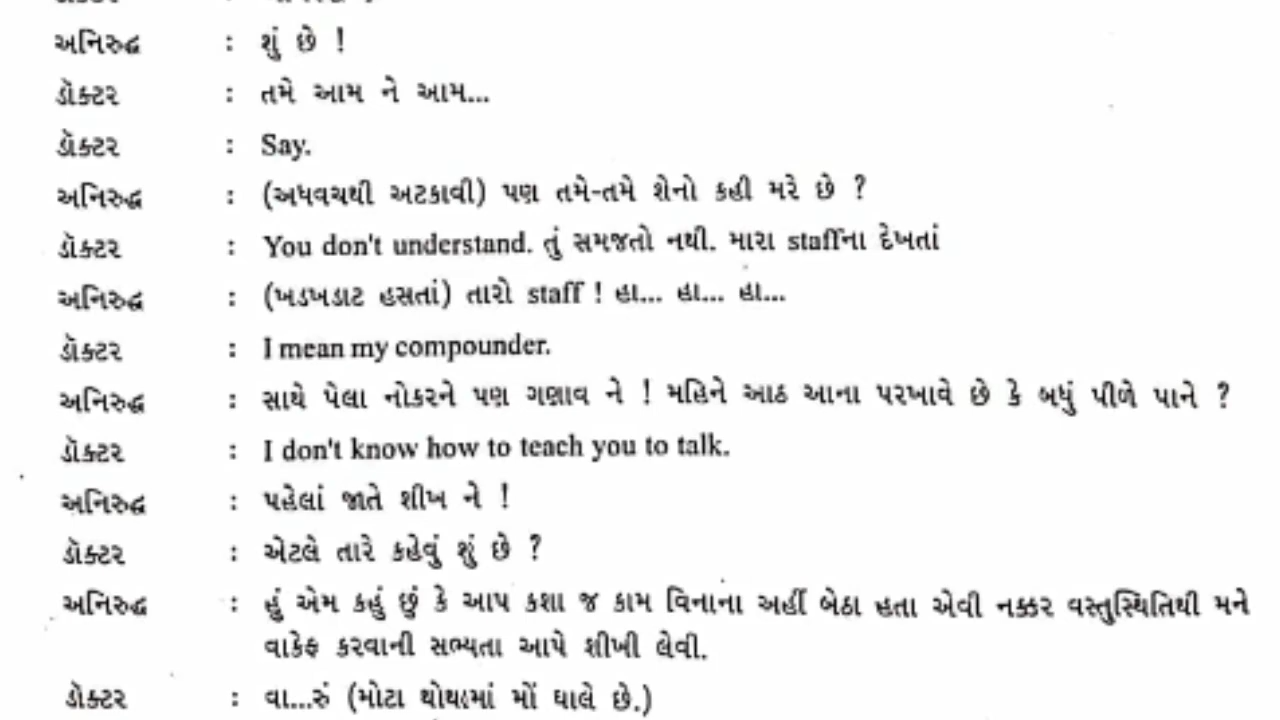 અનિરુદ્ધ : શું છે !
ડૉક્ટર : તમે આમ ને આમ...
ડૉક્ટર : Say.
અનિરુદ્ધ : (અધવચથી અટકાવી) પણ તમે-તમે શેનો કહી મરે છે ?
ડૉક્ટર : You don't understand. તું સમજતો નથી. મારા staffના દેખતાં
અનિરુદ્ધ : (ખડખડાટ હસતાં) તારો staff ! હા... હા... હા...
ડૉક્ટર : I mean my compounder.
અનિરુદ્ધ : સાથે પેલા નોકરને પણ ગણાવ ને ! મહિને આઠ આના પરખાવે છે કે બધું પીળે પાને ?
ડૉક્ટર : I don't know how to teach you to talk.
અનિરુદ્ધ : પહેલાં જાતે શીખ ને !
ડૉક્ટર : એટલે તારે કહેવું શું છે ?
અનિરુદ્ધ : હું એમ કહું છું કે આપ કશા જ કામ વિનાના અહીં બેઠા હતા એવી નક્કર વસ્તુસ્થિતિથી મને
વાકેફ કરવાની સભ્યતા આપે શીખી લેવી.
ડૉક્ટર : વા...રું (મોટા થોથામાં મોં ઘાલે છે.)